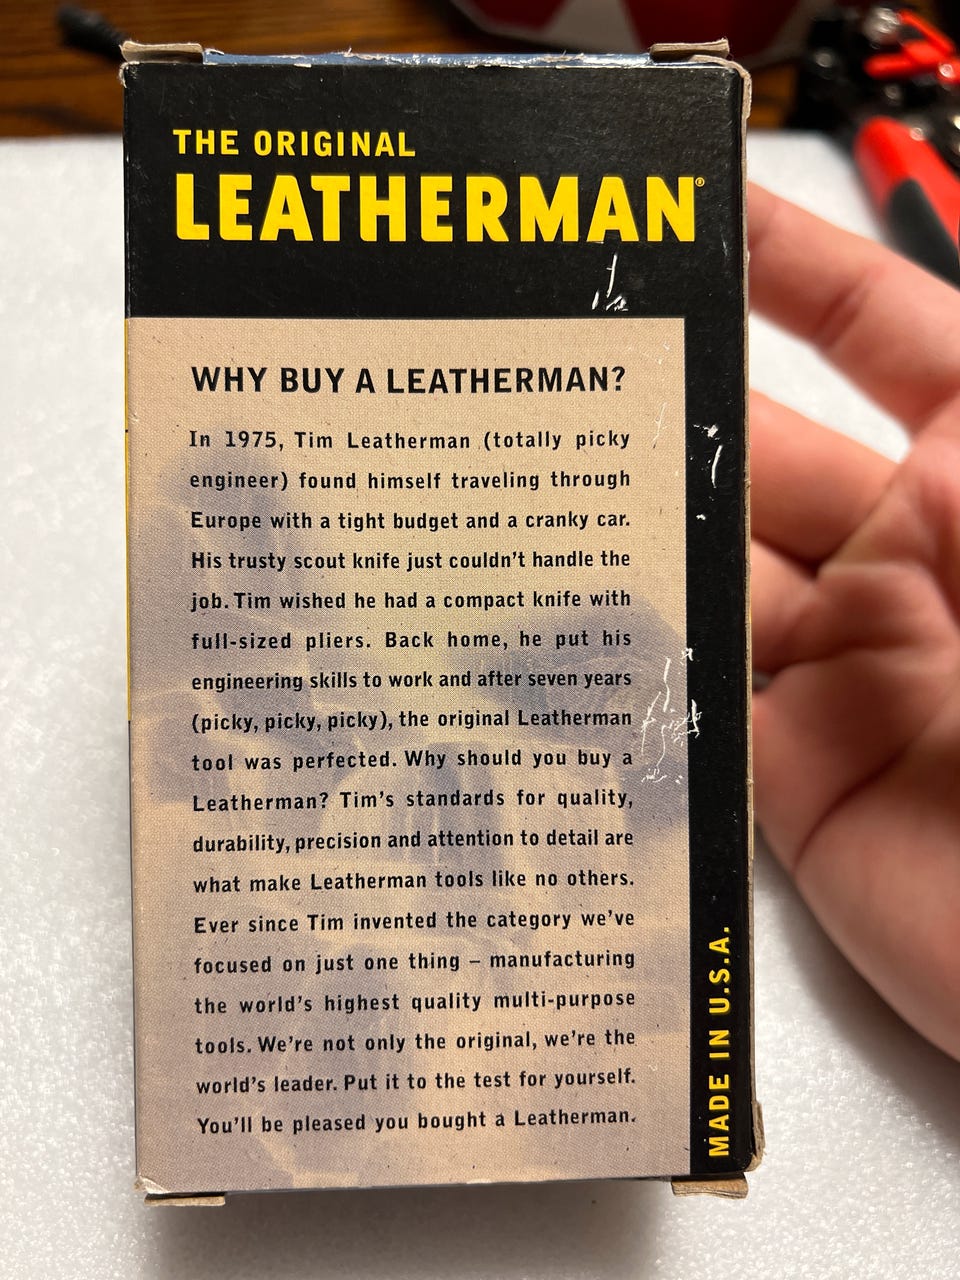 THE ORIGINAL
LEATHERMAN®
WHY BUY A LEATHERMAN?
In 1975, Tim Leatherman (totally picky
engineer) found himself traveling through
Europe with a tight budget and a cranky car.
His trusty scout knife just couldn't handle the
job. Tim wished he had a compact knife with
full-sized pliers. Back home, he put his
engineering skills to work and after seven years
(picky, picky, picky), the original Leatherman
tool was perfected. Why should you buy a
Leatherman? Tim's standards for quality,
durability, precision and attention to detail are
what make Leatherman tools like no others.
Ever since Tim invented the category we've
focused on just one thing – manufacturing
the world's highest quality multi-purpose
tools. We're not only the original, we're the
world's leader. Put it to the test for yourself.
You'll be pleased you bought a Leatherman.
MADE IN U.S.A.